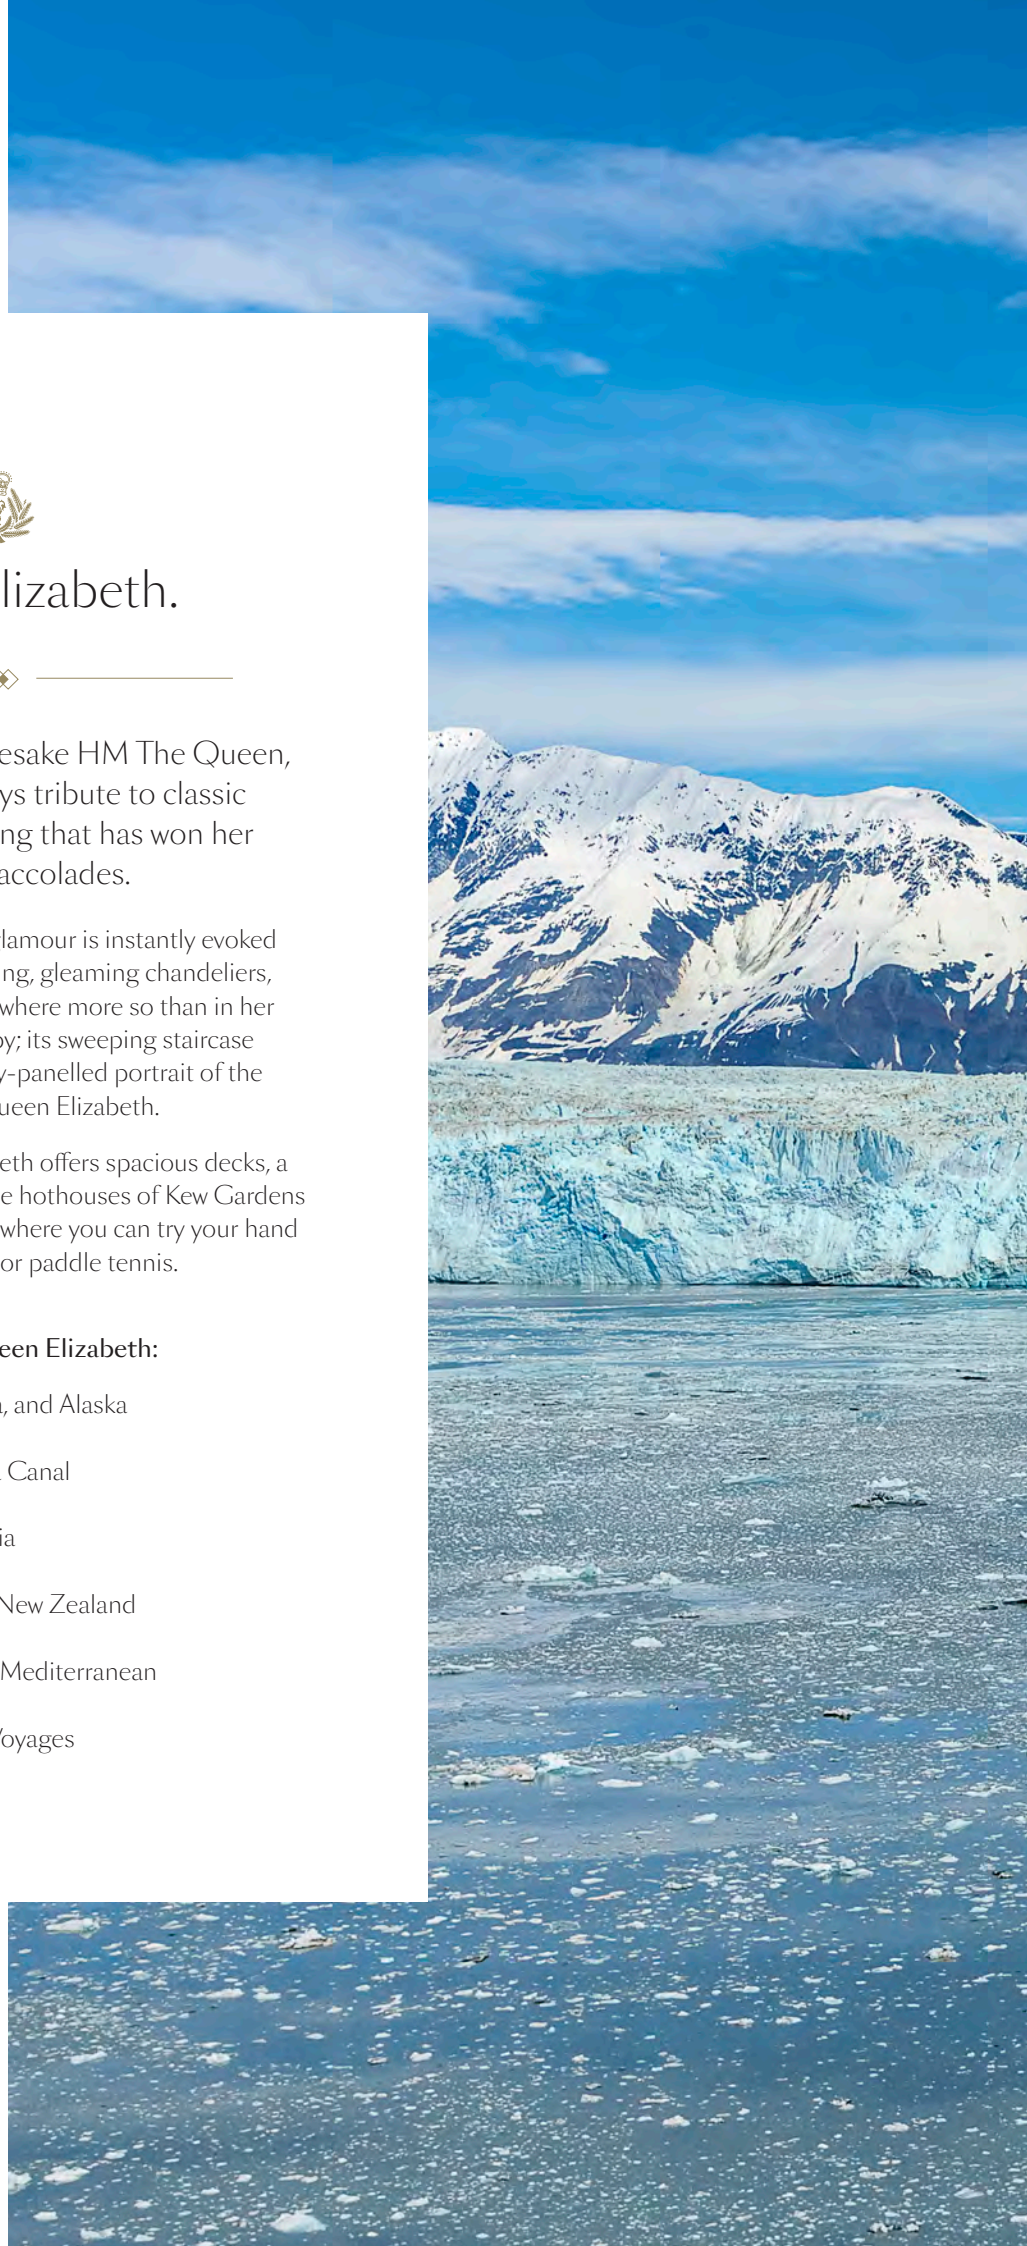 lizabeth.
esake HM The Queen,
ys tribute to classic
ng that has won her
accolades.
lamour is instantly evoked
ing, gleaming chandeliers,
where more so than in her
by; its sweeping staircase
y-panelled portrait of the
ueen Elizabeth.
eth offers spacious decks, a
e hothouses of Kew Gardens
where you can try your hand
or paddle tennis.
een Elizabeth:
a, and Alaska
Canal
ia
New Zealand
Mediterranean
Voyages